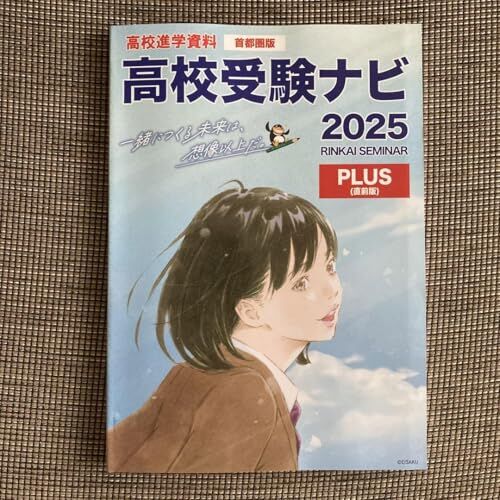 高校進学資料 首都圏版
高校受験ナビ
一緒につくる未来は、
想像以上だ。
2025
RINKAI SEMINAR
PLUS
(直前版)
©EISAKU